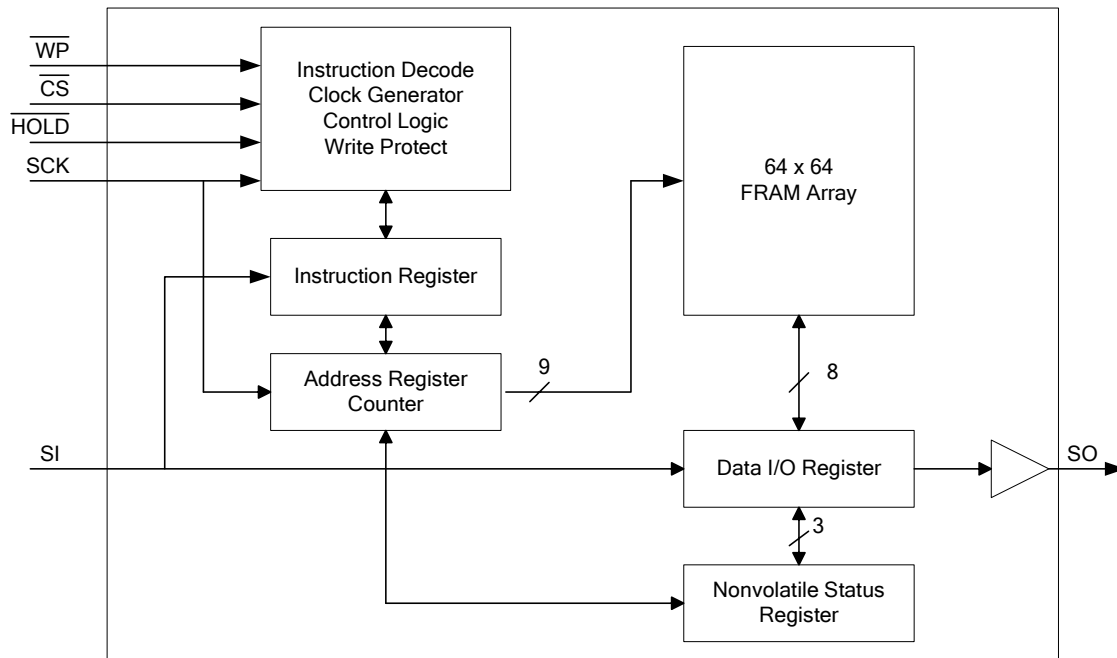 WP
CS
HOLD
SCK
Instruction Decode
Clock Generator
Control Logic
Write Protect
64 x 64
FRAM Array
Instruction Register
Address Register
Counter
9
8
SI
Data I/O Register
SO
3
Nonvolatile Status
Register